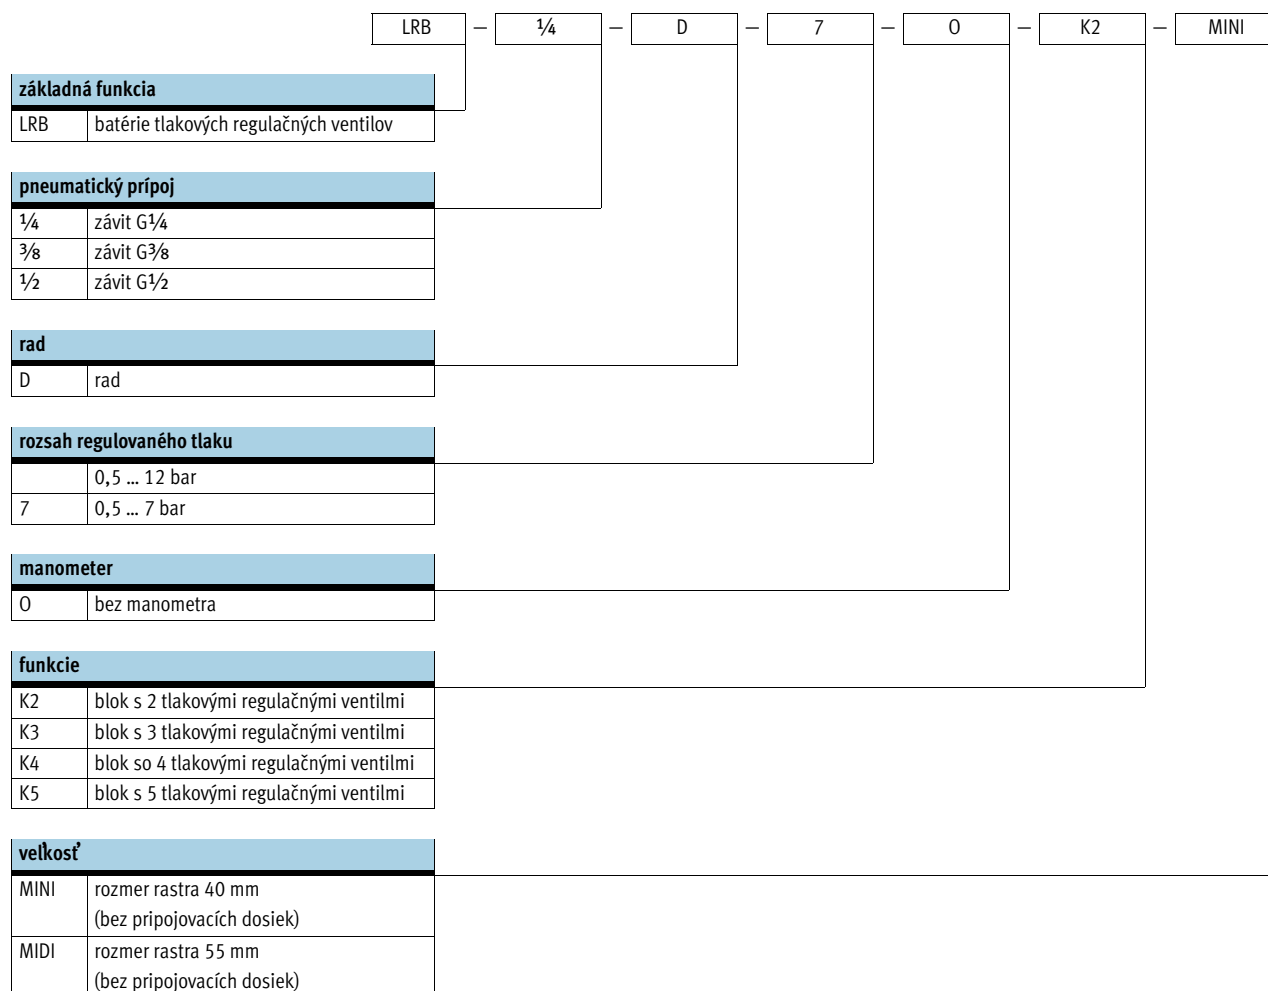 LRB – ¼ – D – 7 – O – K2 – MINI
základná funkcia
LRB batérie tlakových regulačných ventilov
pneumatický prípoj
¼ závit G¼
⅜ závit G⅜
½ závit G½
rad
D rad
rozsah regulovaného tlaku
0,5 … 12 bar
7 0,5 … 7 bar
manometer
O bez manometra
funkcie
K2 blok s 2 tlakovými regulačnými ventilmi
K3 blok s 3 tlakovými regulačnými ventilmi
K4 blok so 4 tlakovými regulačnými ventilmi
K5 blok s 5 tlakovými regulačnými ventilmi
veľkosť
MINI rozmer rastra 40 mm
(bez pripojovacích dosiek)
MIDI rozmer rastra 55 mm
(bez pripojovacích dosiek)